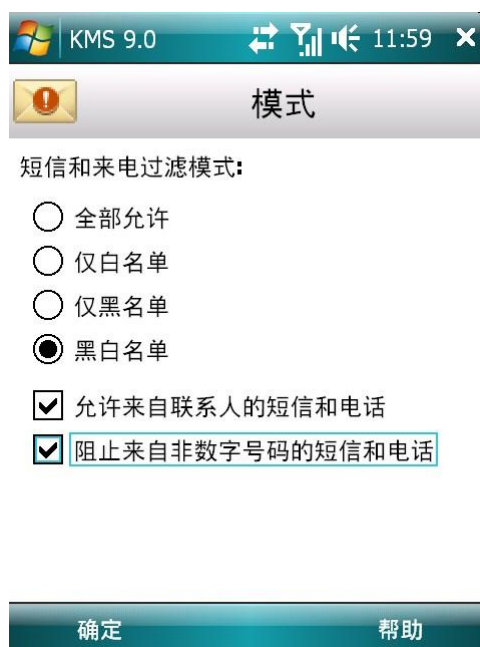 KMS 9.0 11:59
模式
短信和来电过滤模式:
全部允许
仅白名单
仅黑名单
黑白名单
允许来自联系人的短信和电话
阻止来自非数字号码的短信和电话
确定 帮助